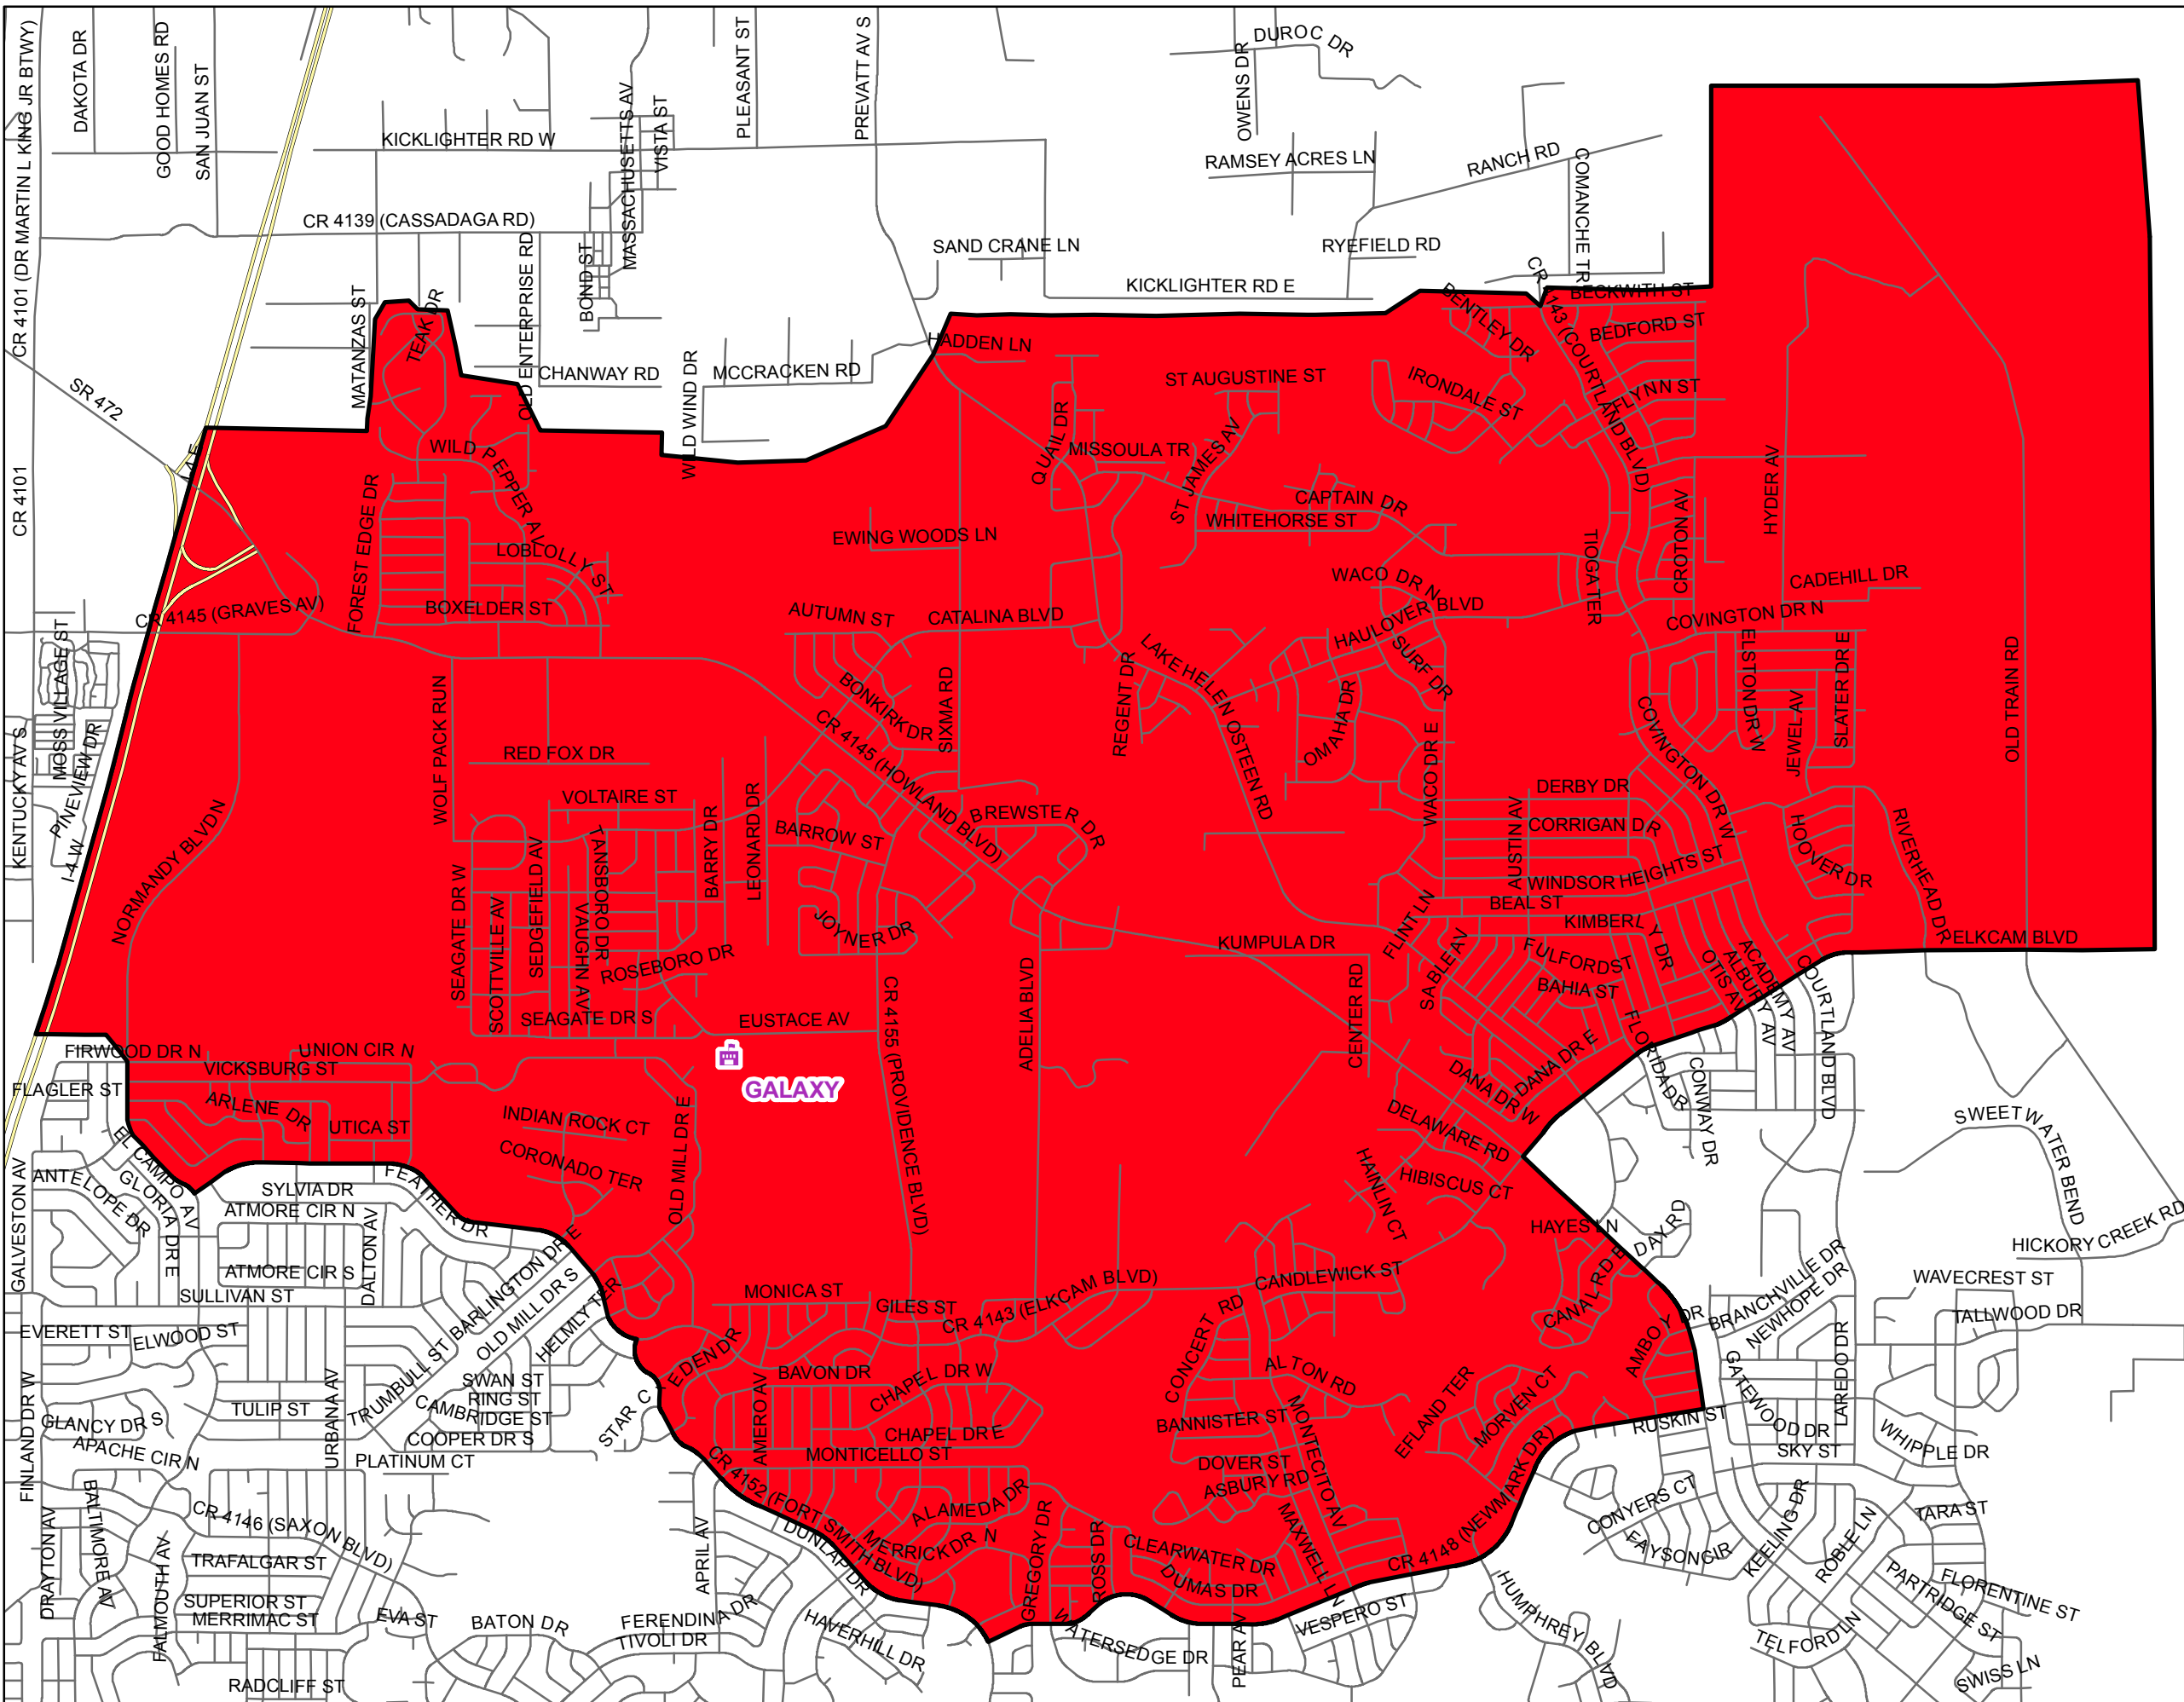 CR 4101 (DR MARTIN L KING JR BTWY)
DAKOTA DR
GOOD HOMES RD
SAN JUAN ST
KICKLIGHTER RD W
MASSACHUSETTS AV
VISTA ST
PLEASANT ST
PREVATT AV S
OWENS DR
DUROC DR
RAMSEY ACRES LN
RANCH RD
COMANCHE TR
CR 4139 (CASSADAGA RD)
OLD ENTERPRISE RD
BOND ST
SAND CRANE LN
RYEFIELD RD
KICKLIGHTER RD E
CR 4143 (COURTLAND BLVD)
BECKWITH ST
BENTLEY DR
BEDFORD ST
MATANZAS ST
TEAK DR
HADDEN LN
CHANWAY RD
WILD WIND DR
MCCRACKEN RD
ST AUGUSTINE ST
IRONDALE ST
FLYNN ST
SR 472
I-4 E
CR 4101
WILD PEPPER AV
QUAIL DR
MISSOULA TR
ST JAMES AV
CAPTAIN DR
WHITEHORSE ST
CROTON AV
HYDER AV
FOREST EDGE DR
LOBLOLLY ST
EWING WOODS LN
TIOGA TER
WACO DR N
CADEHILL DR
CR 4145 (GRAVES AV)
BOXELDER ST
AUTUMN ST
CATALINA BLVD
HAULOVER BLVD
COVINGTON DR N
MOSS VILLAGE ST
SURF DR
ELSTON DR W
SLATER DR E
OLD TRAIN RD
WOLF PACK RUN
BONKIRK DR
SIXMA RD
REGENT DR
LAKE HELEN OSTEEN RD
OMAHA DR
COVINGTON DR W
JEWEL AV
KENTUCKY AV S
PINEVIEW DR
I-4 W
RED FOX DR
CR 4145 (HOWLAND BLVD)
WACO DR E
DERBY DR
VOLTAIRE ST
BARRY DR
LEONARD DR
BREWSTER DR
AUSTIN AV
CORRIGAN DR
HOOVER DR
RIVERHEAD DR
NORMANDY BLVD N
TANSBORO DR
BARROW ST
WINDSOR HEIGHTS ST
SEAGATE DR W
SEDGEFIELD AV
SCOTTVILLE AV
VAUGHN AV
FLINT LN
BEAL ST
KIMBERLY DR
JOYNER DR
KUMPULA DR
SABLE AV
FULFORD ST
OTIS AV
ALBURY AV
ACADEMY AV
ELKCAM BLVD
ROSEBORO DR
BAHIA ST
COURTLAND BLVD
SEAGATE DR S
EUSTACE AV
CR 4155 (PROVIDENCE BLVD)
ADELIA BLVD
CENTER RD
FLORIDA DR
FIRWOOD DR N
UNION CIR N
VICKSBURG ST
GALAXY
DANA DR W
DANA DR E
CONWAY DR
FLAGLER ST
ARLENE DR
UTICA ST
INDIAN ROCK CT
OLD MILL DR E
DELAWARE RD
SWEETWATER BEND
EL CAMPO AV
CORONADO TER
HAINLIN CT
HIBISCUS CT
GALVESTON AV
ANTELOPE DR
GLORIA DR E
SYLVIA DR
FEATHER DR
ATMORE CIR N
DALTON AV
HAYES LN
DAY RD
HICKORY CREEK RD
ATMORE CIR S
SULLIVAN ST
BARLINGTON DR E
OLD MILL DR S
HELMLY TER
MONICA ST
GILES ST
CR 4143 (ELKCAM BLVD)
CANDLEWICK ST
CANAL RD E
BRANCHVILLE DR
NEWHOPE DR
WAVECREST ST
TALLWOOD DR
EVERETT ST
ELWOOD ST
TRUMBULL ST
EDEN DR
CONCERT RD
AMBOY DR
FINLAND DR W
SWAN ST
RING ST
CAMBRIDGE ST
COOPER DR S
STAR CT
BAVON DR
CHAPEL DR W
ALTON RD
GATEWOOD DR
LAREDO DR
GLANCY DR S
TULIP ST
URBANA AV
AMERO AV
CHAPEL DR E
BANNISTER ST
MONTECITO AV
EFLAND TER
MORVEN CT
RUSKIN ST
SKY ST
WHIPPLE DR
APACHE CIR N
PLATINUM CT
MONTICELLO ST
DOVER ST
ASBURY RD
BALTIMORE AV
CR 4146 (SAXON BLVD)
CR 4152 (FORT SMITH BLVD)
ALAMEDA DR
MAXWELL LN
CONYERS CT
KEELING DR
ROBLE LN
TARA ST
DRAYTON AV
FALMOUTH AV
TRAFALGAR ST
APRIL AV
DUNLAP DR
MERRICK DR N
GREGORY DR
ROSS DR
CLEARWATER DR
DUMAS DR
CR 4148 (NEWMARK DR)
FAYSON CIR
PARTRIDGE ST
FLORENTINE ST
SUPERIOR ST
MERRIMAC ST
EVA ST
BATON DR
FERENDINA DR
TIVOLI DR
HAVERHILL DR
WATERSEDGE DR
PEAR AV
VESPERO ST
HUMPHREY BLVD
TELFORD LN
SWISS LN
RADCLIFF ST